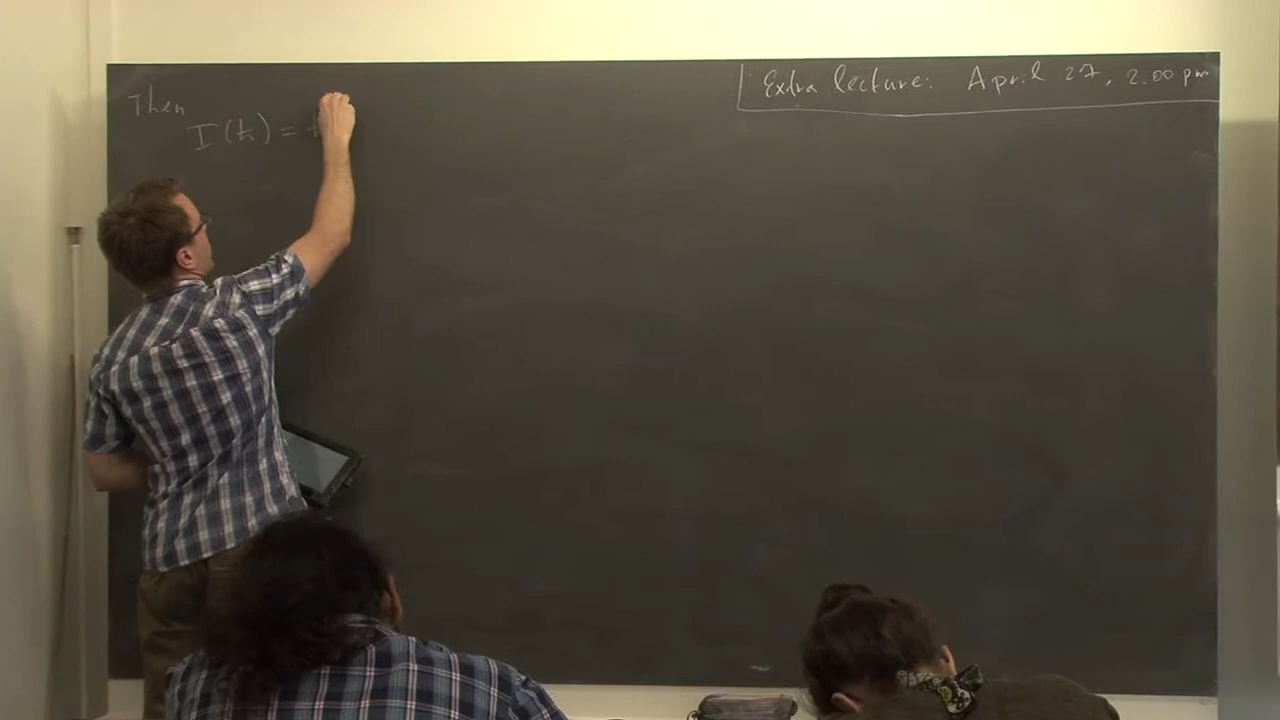 Then
I(ℏ) = ℏ
Extra lecture: April 27, 2.00 pm